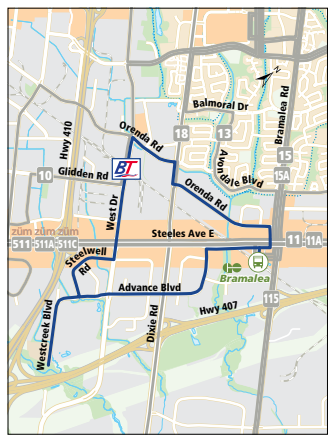 Balmoral Dr
Bramalea Rd
Hwy 410
Orenda Rd
18
13
15
Avondale Blvd
15A
BT
10
Glidden Rd
Orenda Rd
West Dr
züm züm züm
511 511A 511C
Steeles Ave E
11 11A
Steelwell
Rd
Bramalea
Advance Blvd
115
Westcreek Blvd
Dixie Rd
Hwy 407